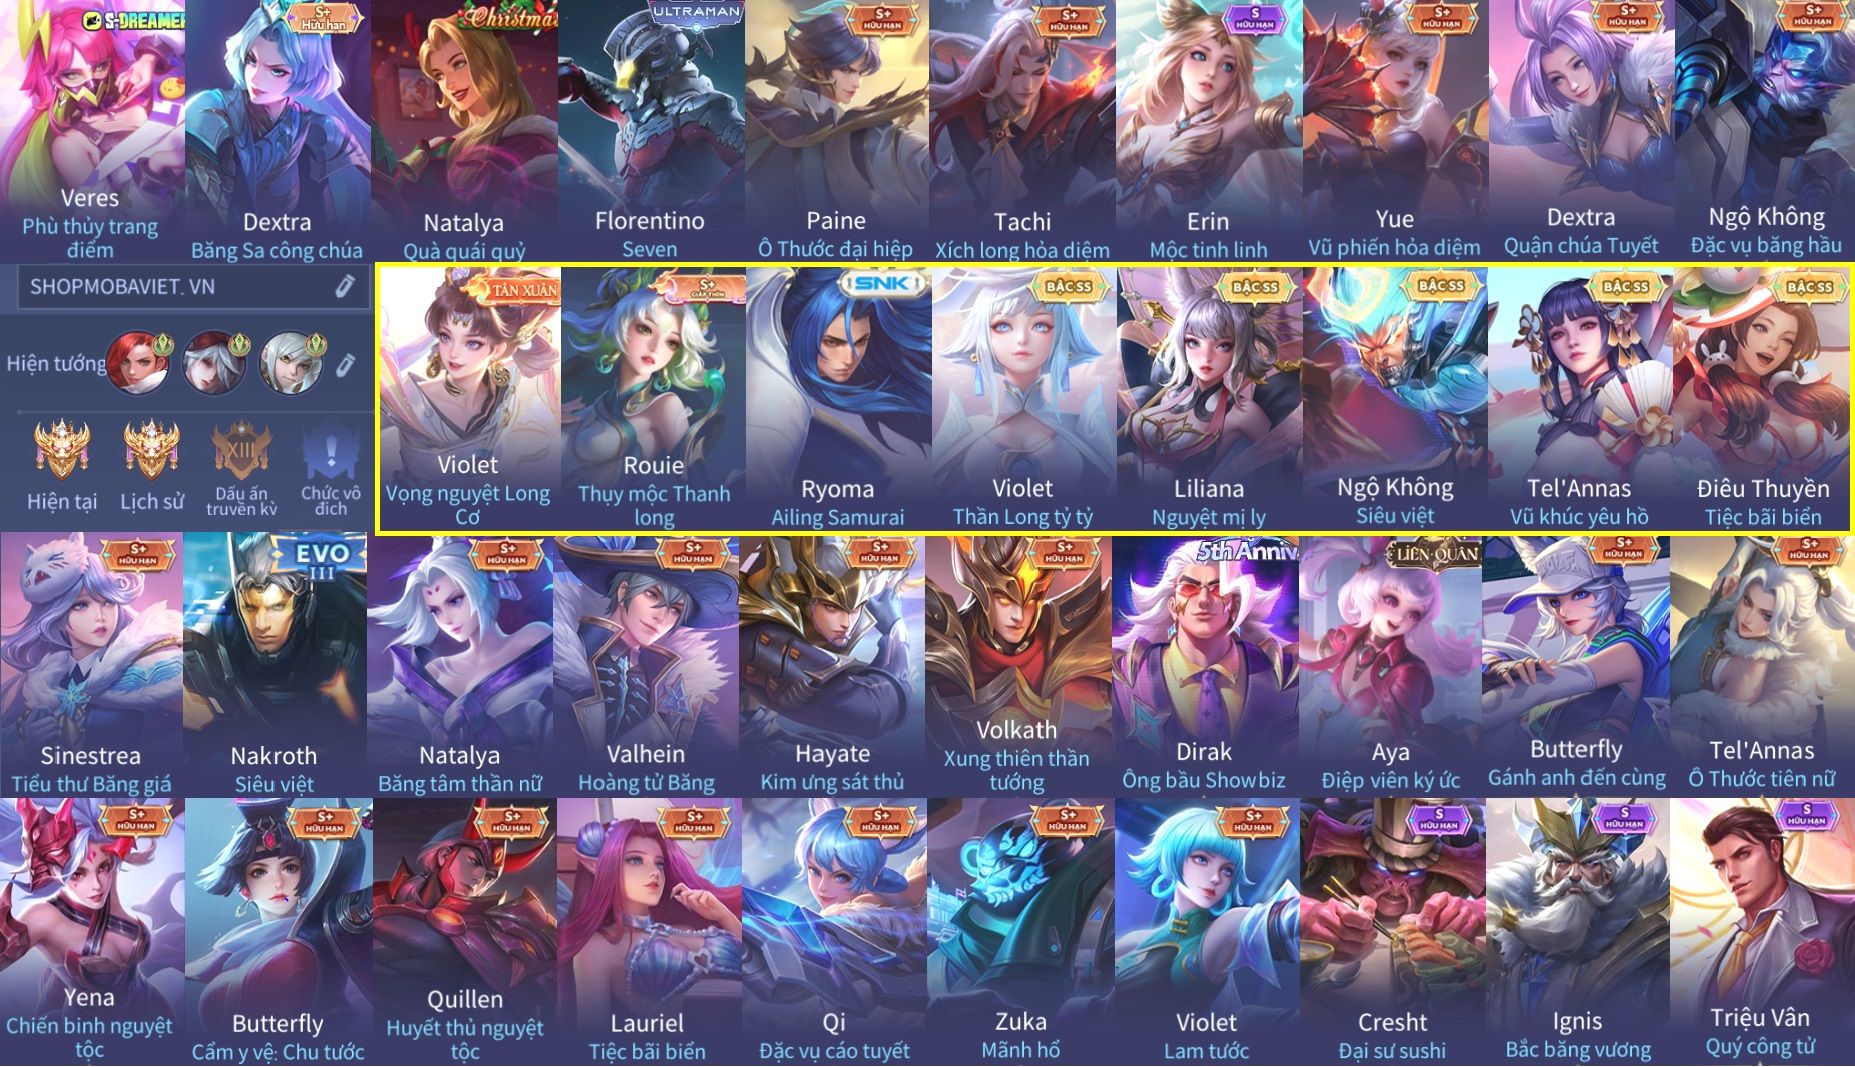 S-DREAMER
Veres
Phù thủy trang
điểm
S+
Hữu hạn
Dextra
Băng Sa công chúa
Christmas
Natalya
Quà quái quỷ
ULTRAMAN
Florentino
Seven
S+
HỮU HẠN
Paine
Ô Thước đại hiệp
S+
HỮU HẠN
Tachi
Xích long hỏa diệm
S
HỮU HẠN
Erin
Mộc tinh linh
S+
HỮU HẠN
Yue
Vũ phiến hỏa diệm
S+
HỮU HẠN
Dextra
Quận chúa Tuyết
S+
HỮU HẠN
Ngộ Không
Đặc vụ băng hầu
SHOPMOBAVIET. VN
Hiện tướng
Hiện tại
Lịch sử
XIII
Dấu ấn
truyền kỳ
Chức vô
địch
TÂN XUÂN
Violet
Vọng nguyệt Long
Cơ
S+
GIÁP THÌN
Rouie
Thụy mộc Thanh
long
SNK
Ryoma
Ailing Samurai
BẬC SS
Violet
Thần Long tỷ tỷ
BẬC SS
Liliana
Nguyệt mị ly
BẬC SS
Ngộ Không
Siêu việt
BẬC SS
Tel'Annas
Vũ khúc yêu hồ
BẬC SS
Điêu Thuyền
Tiệc bãi biển
S+
HỮU HẠN
Sinestrea
Tiểu thư Băng giá
EVO
III
Nakroth
Siêu việt
S+
HỮU HẠN
Natalya
Băng tâm thần nữ
S+
HỮU HẠN
Valhein
Hoàng tử Băng
S+
HỮU HẠN
Hayate
Kim ưng sát thủ
S+
HỮU HẠN
Volkath
Xung thiên thần
tướng
5th Anniv
Dirak
Ông bầu Showbiz
LIÊN QUÂN
Aya
Điệp viên ký ức
S+
HỮU HẠN
Butterfly
Gánh anh đến cùng
S+
HỮU HẠN
Tel'Annas
Ô Thước tiên nữ
S+
HỮU HẠN
Yena
Chiến binh nguyệt
tộc
S+
HỮU HẠN
Butterfly
Cẩm y vệ: Chu tước
S+
HỮU HẠN
Quillen
Huyết thủ nguyệt
tộc
S+
HỮU HẠN
Lauriel
Tiệc bãi biển
S+
HỮU HẠN
Qi
Đặc vụ cáo tuyết
S+
HỮU HẠN
Zuka
Mãnh hổ
S+
HỮU HẠN
Violet
Lam tước
S
HỮU HẠN
Cresht
Đại sư sushi
S
HỮU HẠN
Ignis
Bắc băng vương
S
HỮU HẠN
Triệu Vân
Quý công tử